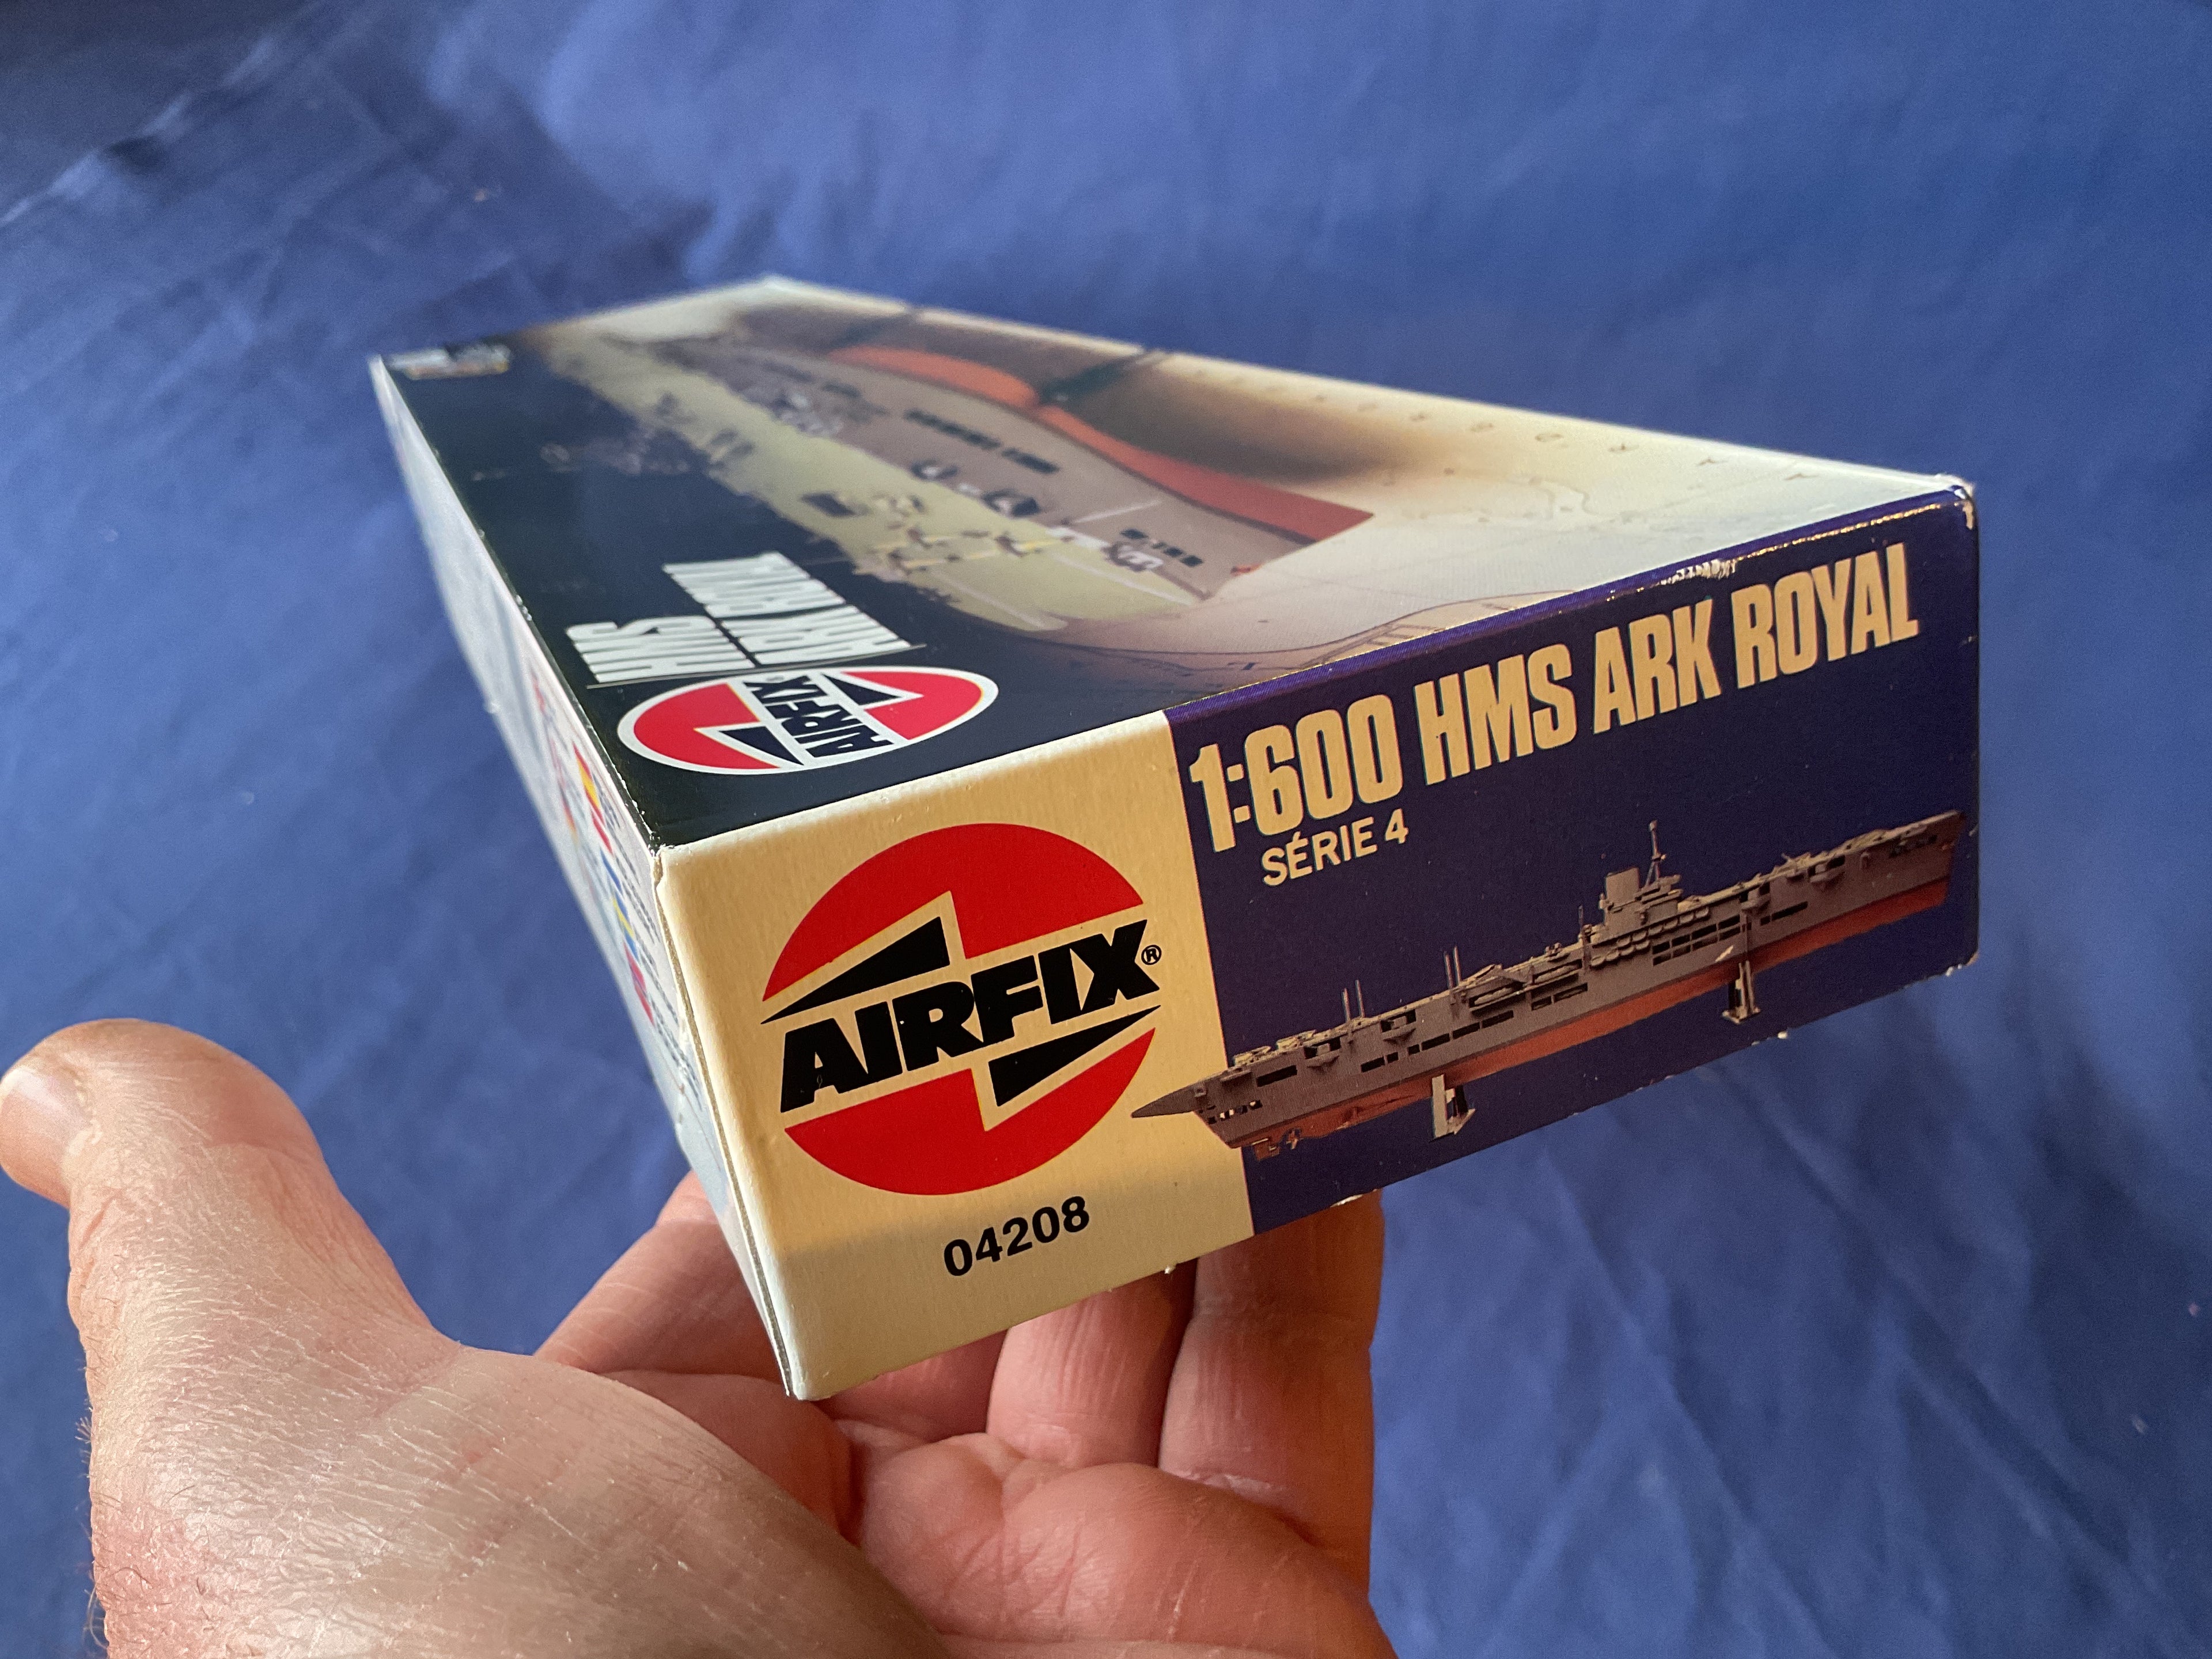 HMS
ARK ROYAL
AIRFIX
1:600 HMS ARK ROYAL
SÉRIE 4
AIRFIX®
04208